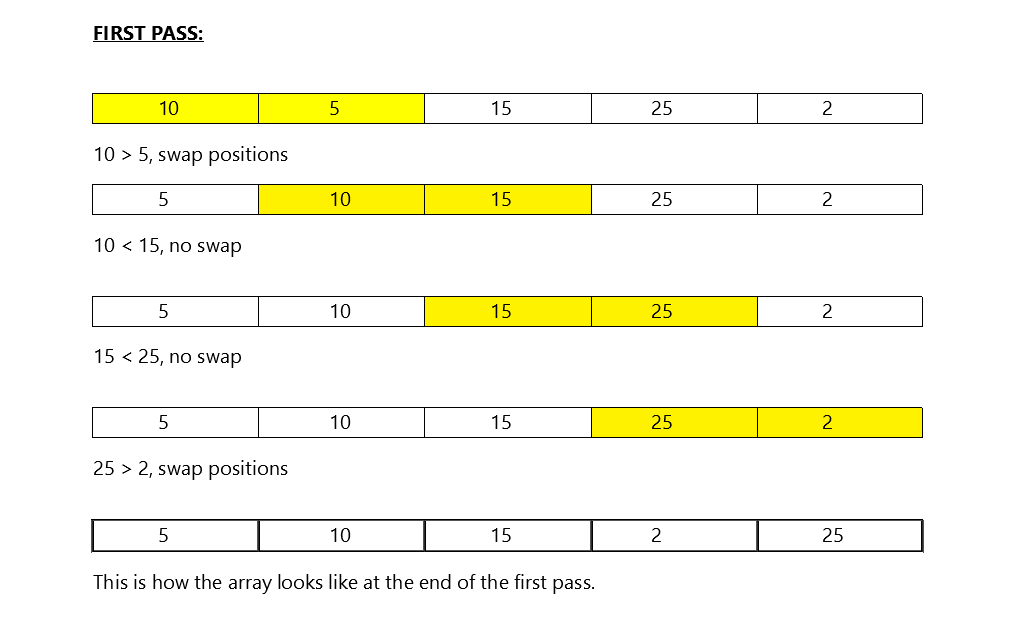 FIRST PASS:
10 5 15 25 2
10 > 5, swap positions
5 10 15 25 2
10 < 15, no swap
5 10 15 25 2
15 < 25, no swap
5 10 15 25 2
25 > 2, swap positions
5 10 15 2 25
This is how the array looks like at the end of the first pass.